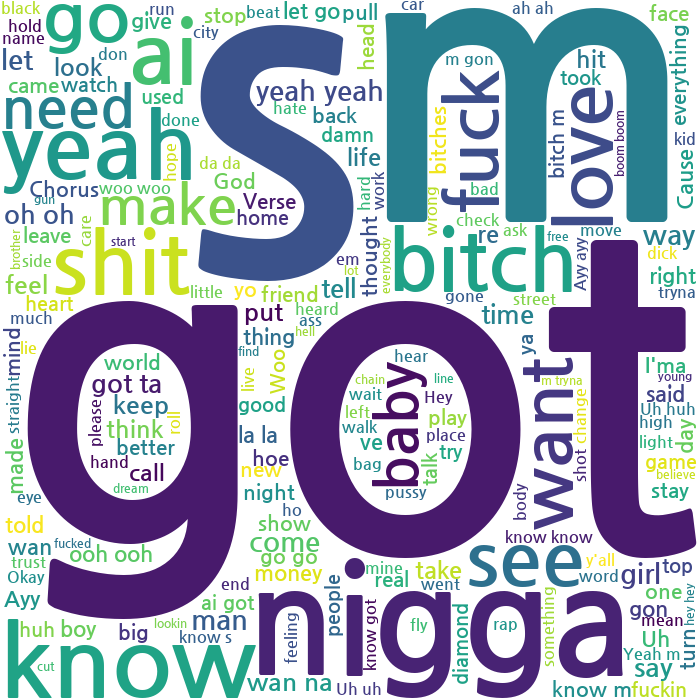 black
run
car
ah ah
hold
name
go
don
city
stop
beat
let go
pull
face
give
ai
s
m
let
look
came
watch
used
done
hope
need
yeah
yeah yeah
hate
back
damn
life
head
m gon
fuck
bitches
hit
took
love
bitch m
boom boom
Cause
everything
kid
Chorus
gun
woo woo
da da
God
Verse
home
hard
work
bad
check
wrong
oh oh
make
care
brother
leave
start
side
feel
shit
em
lot
thought
everybody
re
ask
bitch
gone
free
Ayy ayy
move
way
dick
right
tryna
heart
little
yo
friend
tell
heard
ass
hell
put
thing
street
time
much
lie
mind
straight
made
eye
find
live
Woo
good
world
got ta
please
keep
think
roll
better
hand
call
dream
got
la la
hoe
new
night
ho
hear
chain
line
wait
left
walk
ve
bag
baby
Hey
play
place
talk
try
pussy
ya
want
m tryna
I'ma
young
said
Uh huh
high
change
shot
light
game
believe
day
stay
body
know know
told
wan
fucked
trust
ooh ooh
Okay
Ayy
show
come
go go
money
end
ai got
man
people
feeling
mine
real
know got
take
went
fly
see
diamond
rap
something
word
y'all
girl
top
one
gon
mean
hey hey
Uh
Yeah m
turn
say
know
huh
boy
big
lookin
know s
cut
wan na
nigga
Uh uh
know m
fuckin